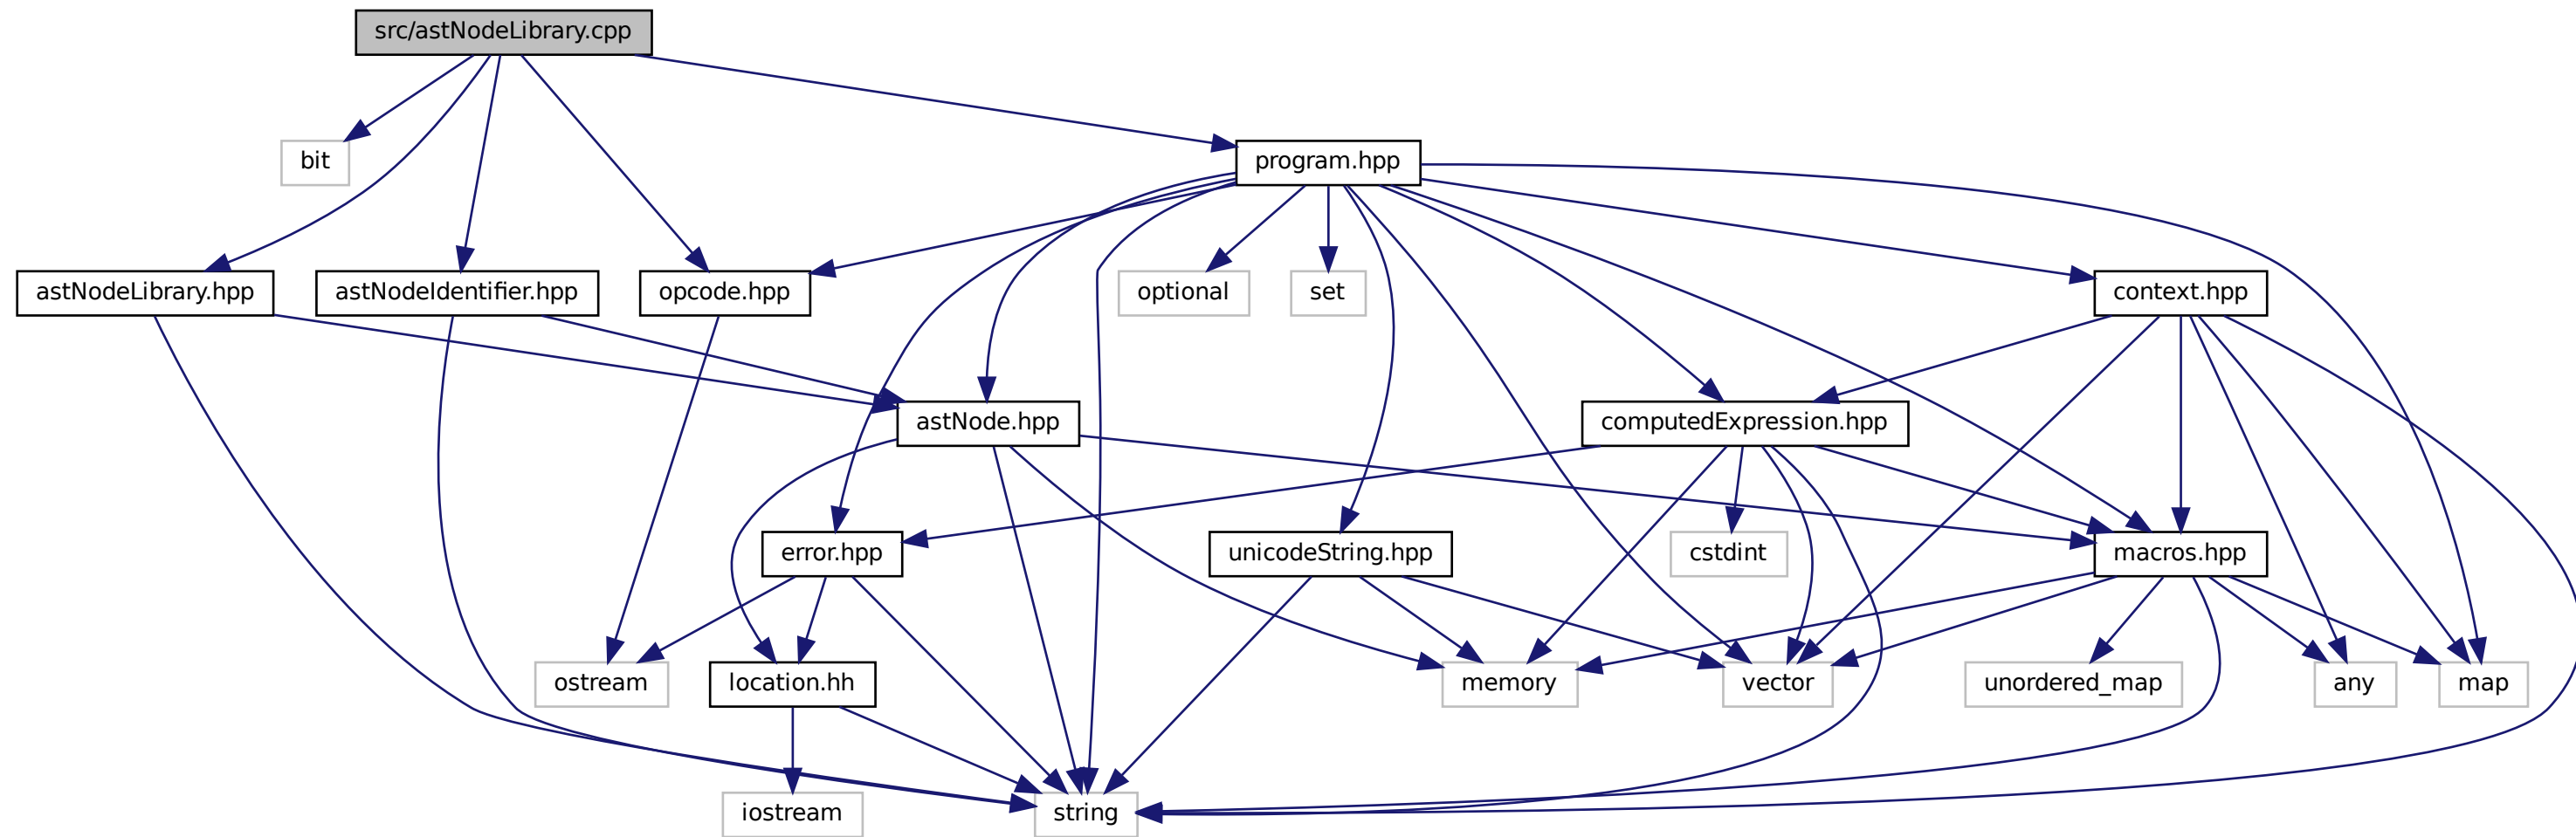 src/astNodeLibrary.cpp
bit
program.hpp
astNodeLibrary.hpp
astNodeIdentifier.hpp
opcode.hpp
optional
set
context.hpp
astNode.hpp
computedExpression.hpp
error.hpp
unicodeString.hpp
cstdint
macros.hpp
ostream
location.hh
memory
vector
unordered_map
any
map
iostream
string